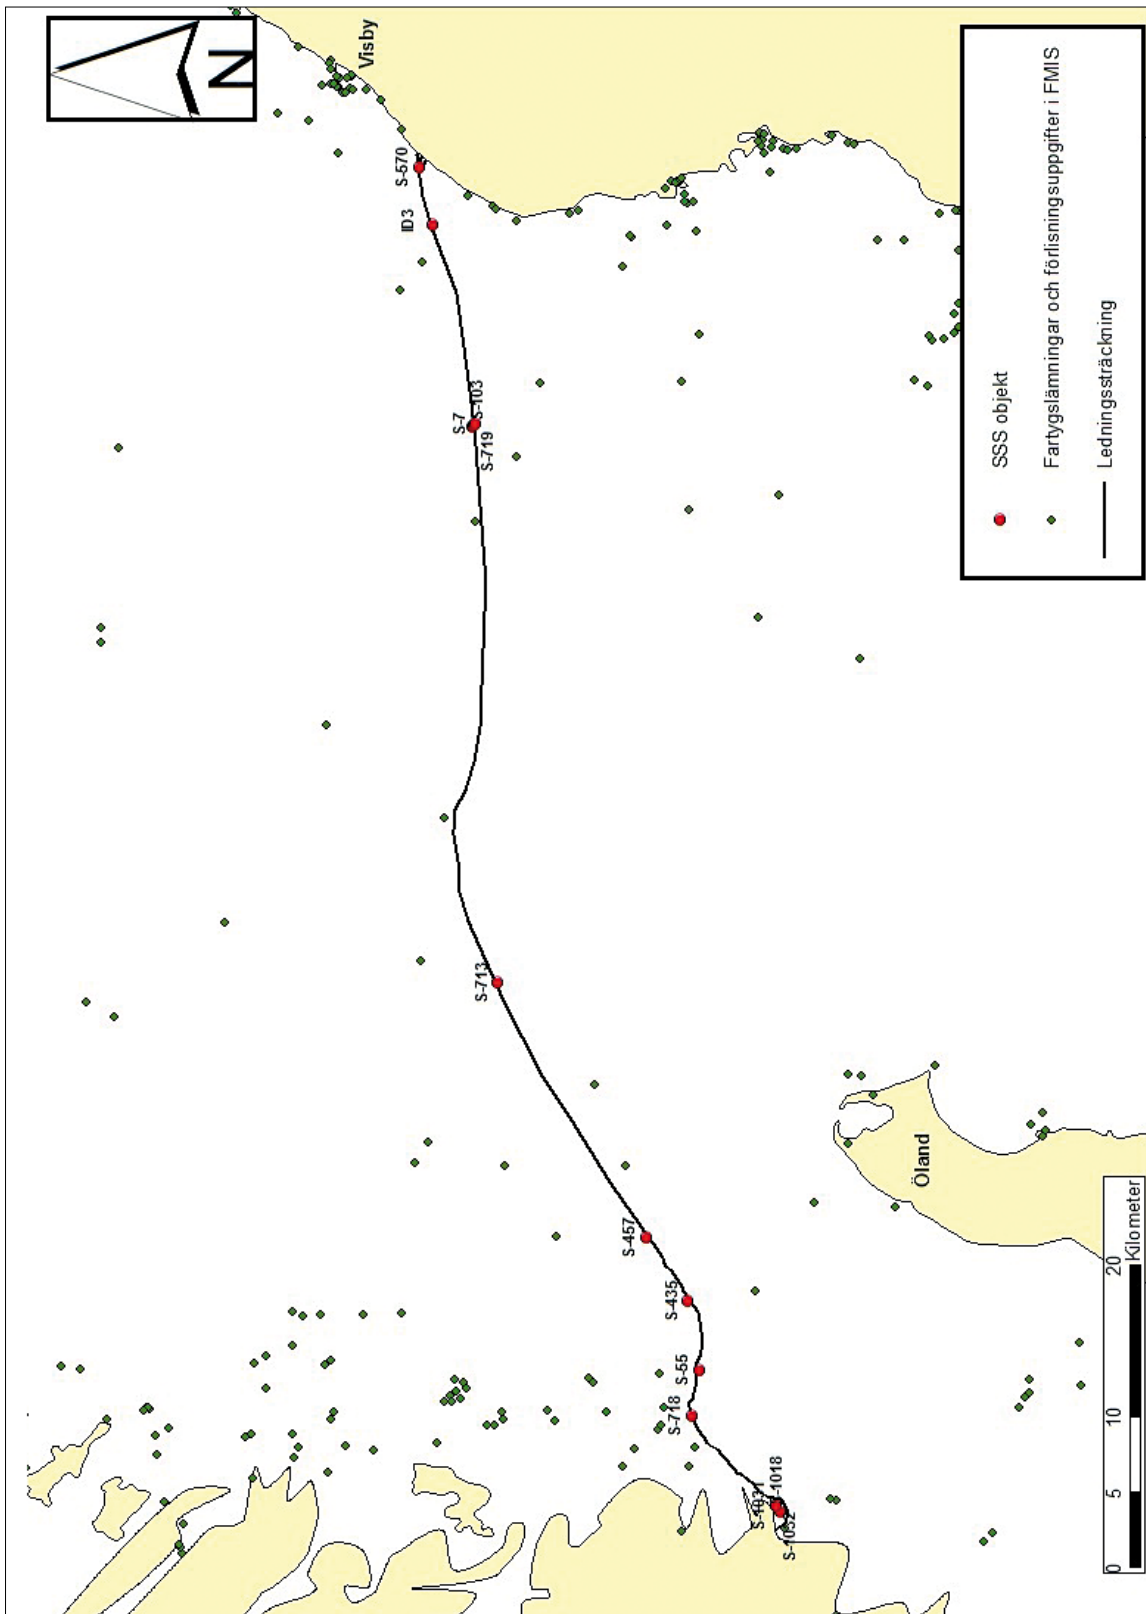 N
Visby
S-570
ID3
S-103
S-7
S-719
S-713
S-457
S-435
S-55
S-718
S-1018
S-1031
S-1052
Öland
0 5 10 20
Kilometer
SSS objekt
Fartygslämningar och förlisningsuppgifter i FMIS
Ledningssträckning